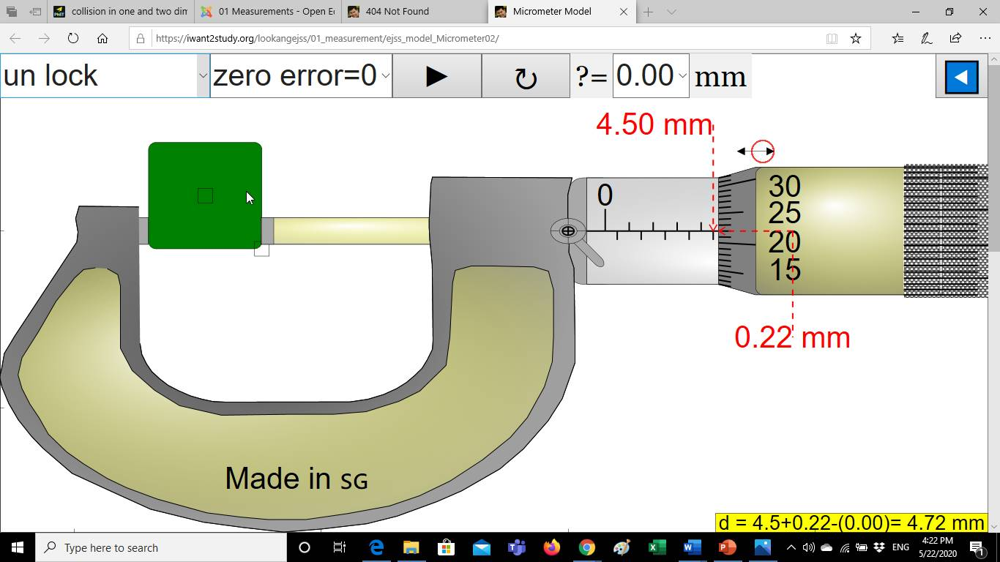 collision in one and two din
01 Measurements - Open Ed
404 Not Found
Micrometer Model
https://iwant2study.org/lookangejss/01_measurement/ejss_model_Micrometer02/
un lock
zero error=0
?=
0.00
mm
4.50 mm
0
30
25
20
15
0.22 mm
Made in SG
d = 4.5+0.22-(0.00)= 4.72 mm
Type here to search
ENG
4:22 PM
5/22/2020
1